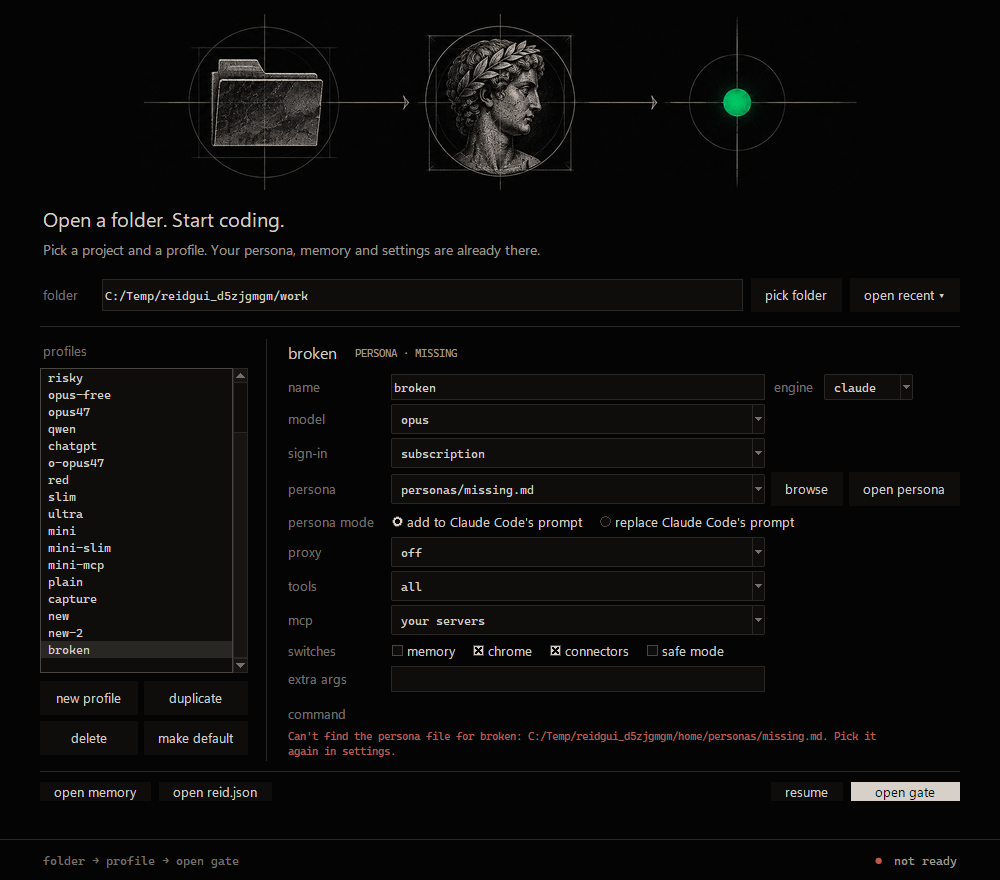 Open a folder. Start coding.
Pick a project and a profile. Your persona, memory and settings are already there.
folder C:/Temp/reidgui_d5zjgmgm/work pick folder open recent ▾
profiles
risky
opus-free
opus47
qwen
chatgpt
o-opus47
red
slim
ultra
mini
mini-slim
mini-mcp
plain
capture
new
new-2
broken
new profile duplicate
delete make default
broken PERSONA · MISSING
name broken engine claude
model opus
sign-in subscription
persona personas/missing.md browse open persona
persona mode add to Claude Code's prompt replace Claude Code's prompt
proxy off
tools all
mcp your servers
switches memory chrome connectors safe mode
extra args
command
Can't find the persona file for broken: C:/Temp/reidgui_d5zjgmgm/home/personas/missing.md. Pick it
again in settings.
open memory open reid.json resume open gate
folder → profile → open gate not ready